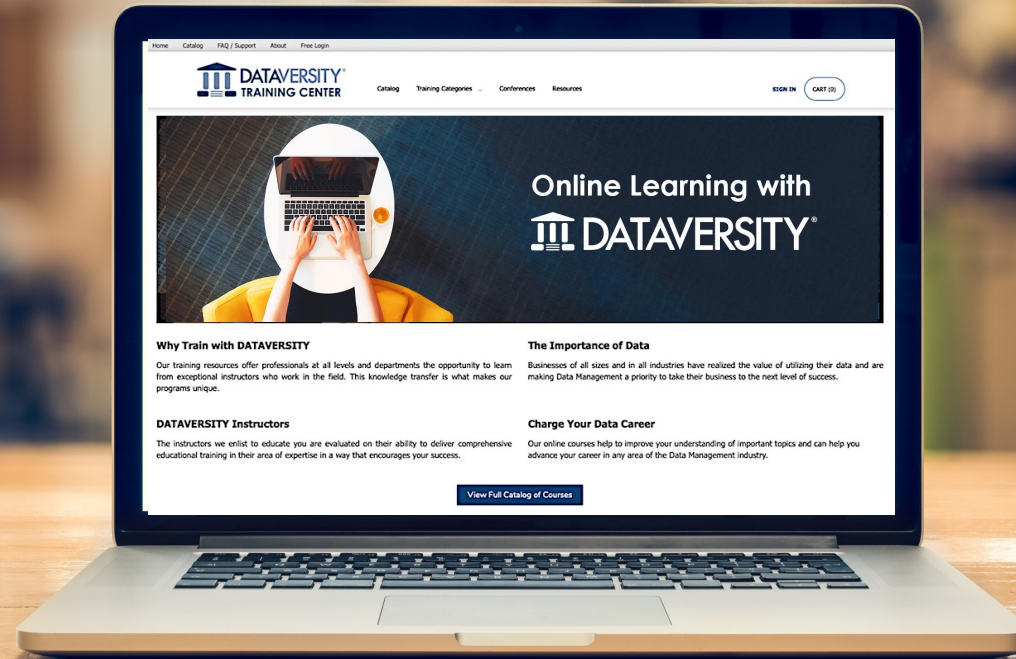 Home Catalog FAQ / Support About Free Login
DATAVERSITY®
TRAINING CENTER
Catalog Training Categories Conferences Resources SIGN IN CART (0)
Online Learning with
DATAVERSITY®
Why Train with DATAVERSITY
Our training resources offer professionals at all levels and departments the opportunity to learn
from exceptional instructors who work in the field. This knowledge transfer is what makes our
programs unique.
The Importance of Data
Businesses of all sizes and in all industries have realized the value of utilizing their data and are
making Data Management a priority to take their business to the next level of success.
DATAVERSITY Instructors
The instructors we enlist to educate you are evaluated on their ability to deliver comprehensive
educational training in their area of expertise in a way that encourages your success.
Charge Your Data Career
Our online courses help to improve your understanding of important topics and can help you
advance your career in any area of the Data Management industry.
View Full Catalog of Courses